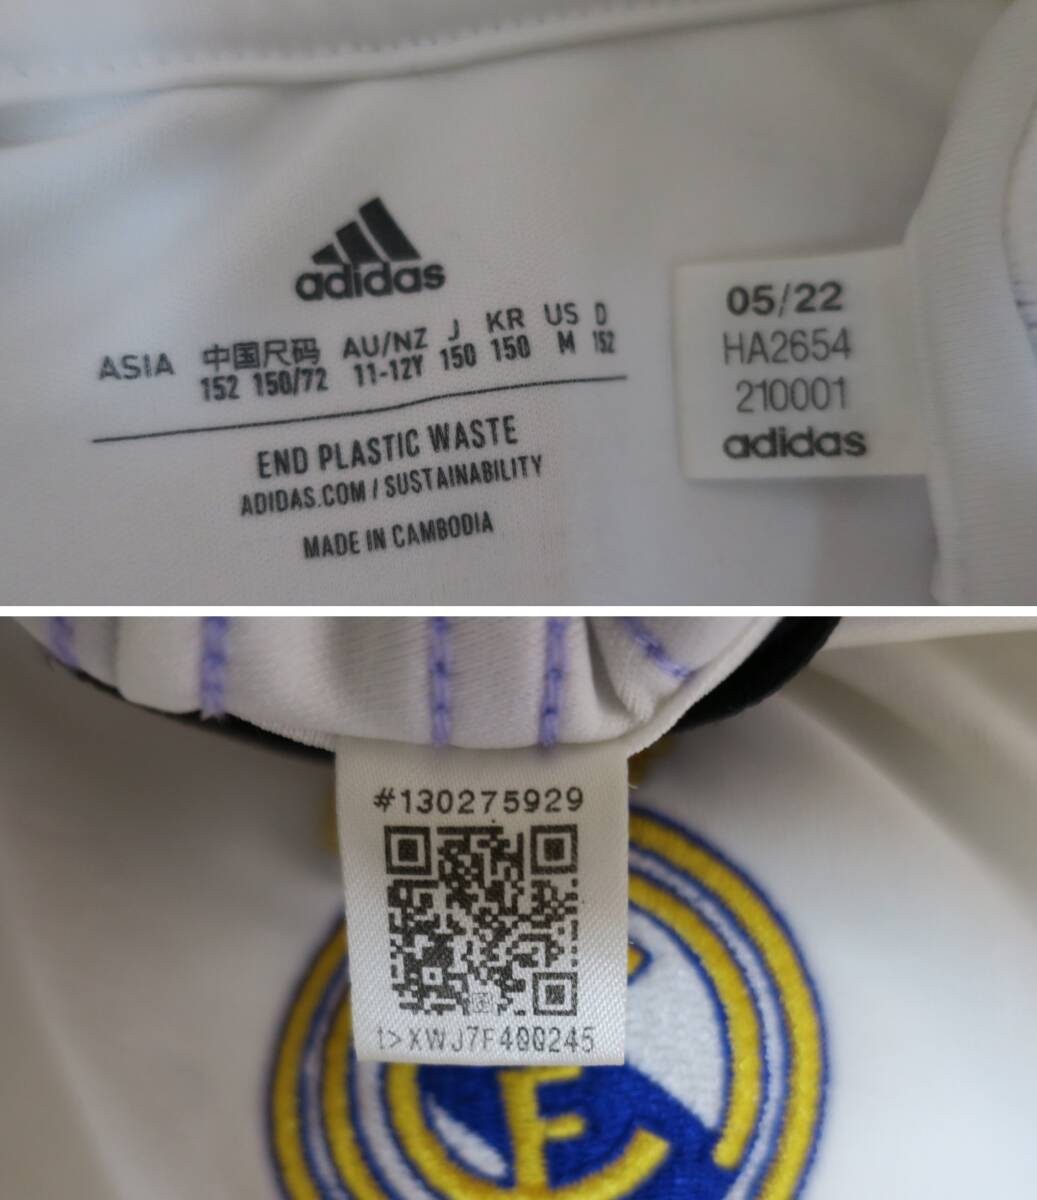 adidas
ASIA 中国尺码 AU/NZ J KR US D
152 150/72 11-12Y 150 150 M 152
END PLASTIC WASTE
ADIDAS.COM / SUSTAINABILITY
MADE IN CAMBODIA
05/22
HA2654
210001
adidas
#130275929